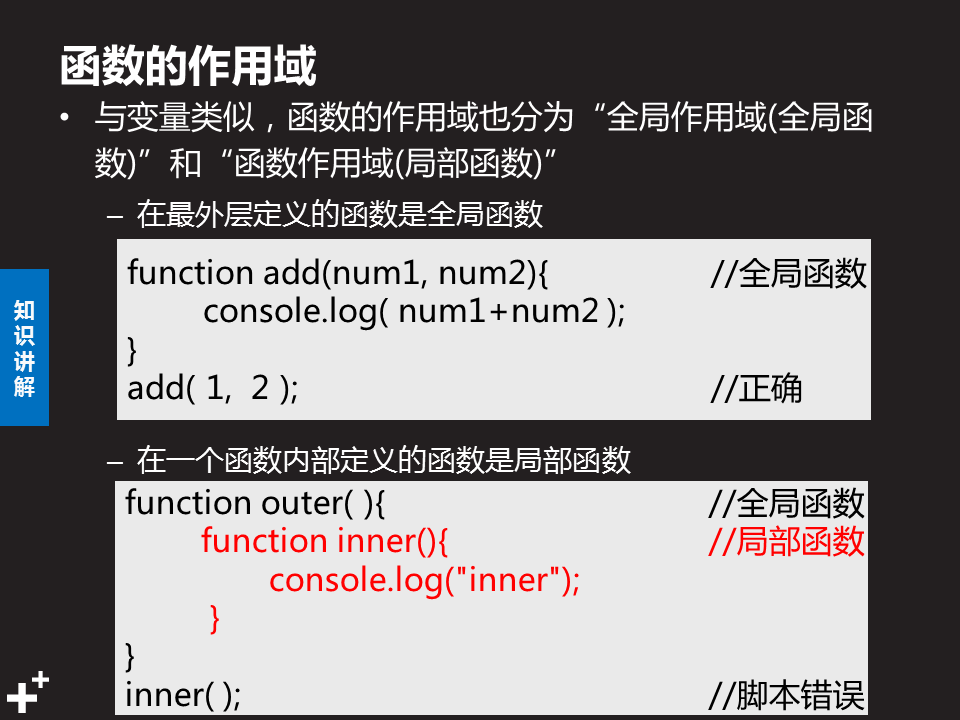 函数的作用域
• 与变量类似，函数的作用域也分为“全局作用域(全局函
数)”和“函数作用域(局部函数)”
– 在最外层定义的函数是全局函数
function add(num1, num2){ //全局函数
console.log( num1+num2 );
}
add( 1, 2 ); //正确
知
识
讲
解
– 在一个函数内部定义的函数是局部函数
function outer( ){ //全局函数
function inner(){ //局部函数
console.log("inner");
}
}
inner( ); //脚本错误